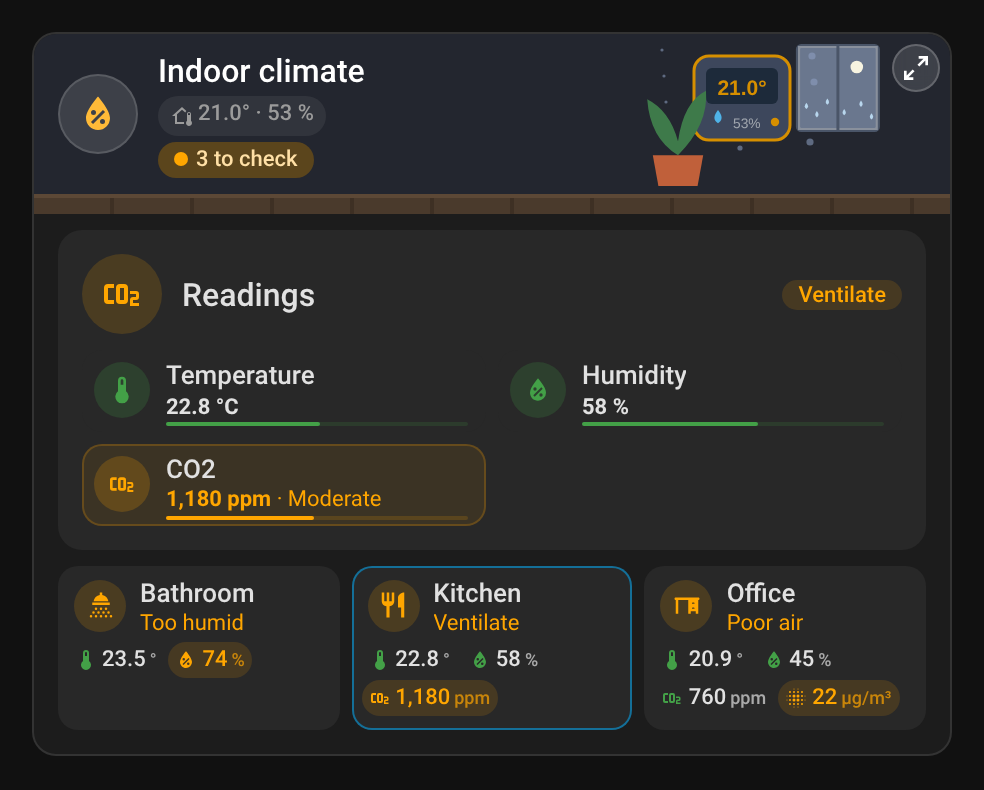 Indoor climate
21.0° · 53 %
3 to check
21.0°
53%
CO2
Readings
Ventilate
Temperature
22.8 °C
Humidity
58 %
CO2
CO2
1,180 ppm · Moderate
Bathroom
Too humid
23.5 °
74 %
Kitchen
Ventilate
22.8 °
58 %
CO2 1,180 ppm
Office
Poor air
20.9 °
45 %
CO2 760 ppm
22 µg/m³